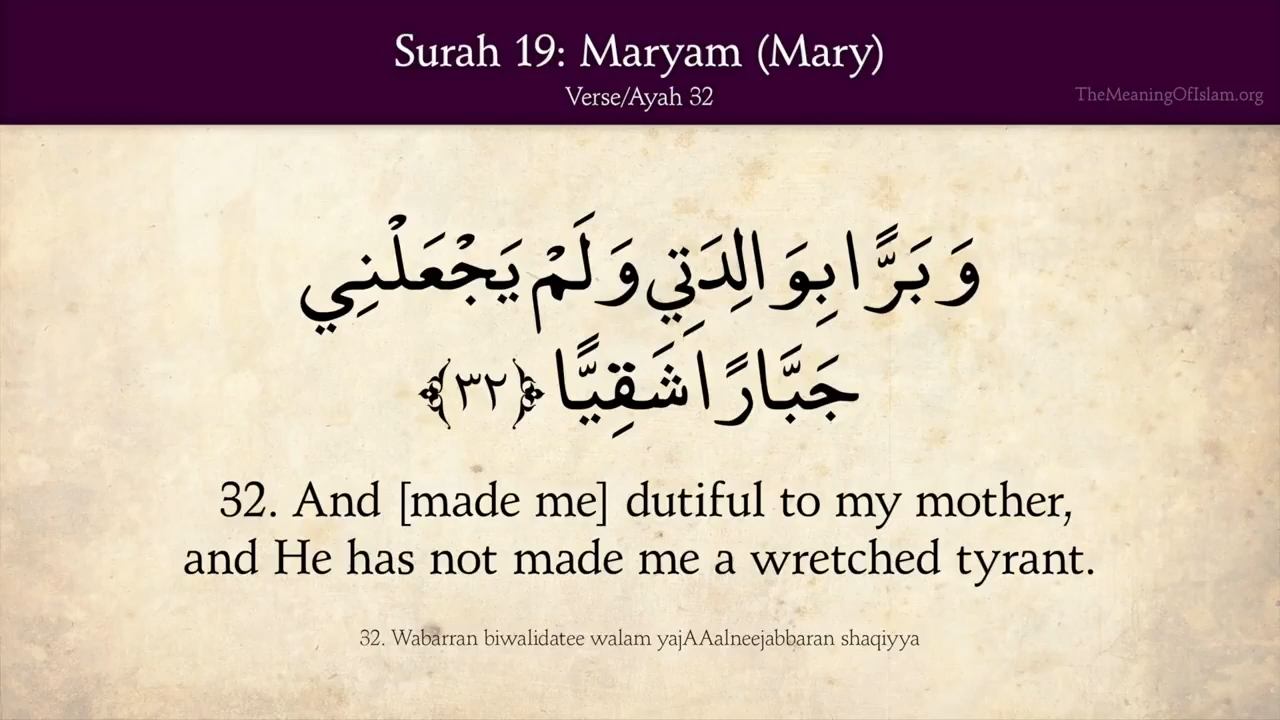 Surah 19: Maryam (Mary)
Verse/Ayah 32
TheMeaningOfIslam.org
وَبَرًّا بِوَالِدَتِي وَلَمْ يَجْعَلْنِي
جَبَّارًا شَقِيًّا ﴿٣٢﴾
32. And [made me] dutiful to my mother,
and He has not made me a wretched tyrant.
32. Wabarran biwalidatee walam yajAAalneejabbaran shaqiyya